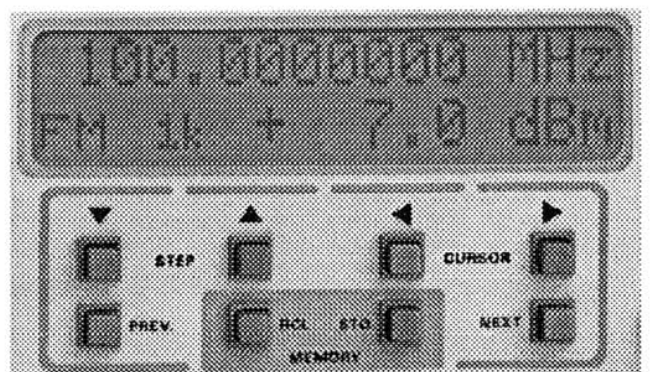 100.0000000 MHz
FM 1k + 7.0 dBm
▼ ▲ ◀ ▶
STEP CURSOR
PREV. RCL STO NEXT
MEMORY